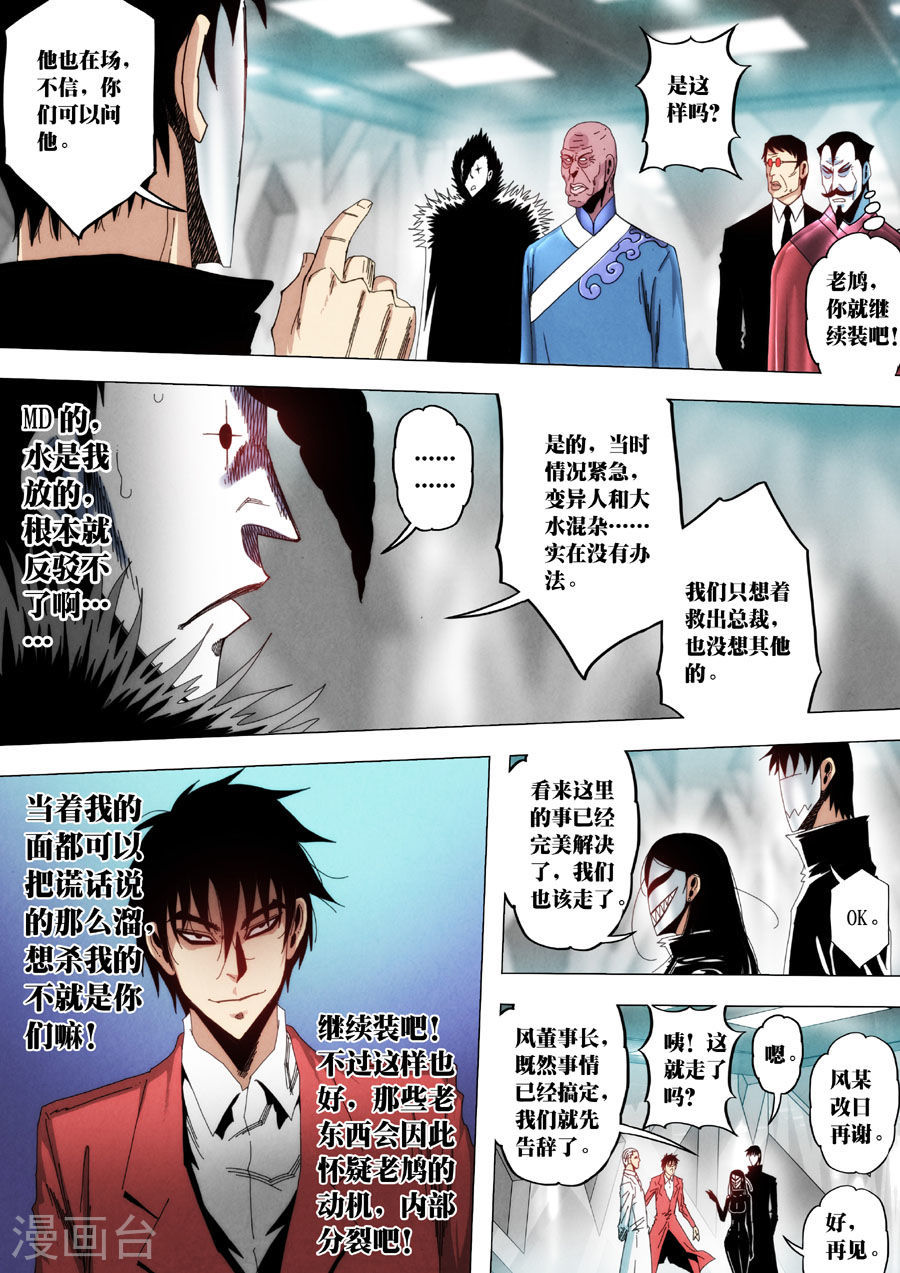 他也在场，
不信，你
们可以问
他。
是这
样吗？
老鸠，
你就继
续装吧！
MD的，
水是我
放的，
根本就
反驳不
了啊……
……
……
……
是的，当时
情况紧急，
变异人和大
水混杂……
实在没有办
法。
我们只想着
救出总裁，
也没想其他
的。
当着我的
面都可以
把谎话说
的那么溜，
想杀我的
不就是你
们嘛！
继续装吧！
不过这样也
好，那些老
东西会因此
怀疑老鸠的
动机，内部
分裂吧！
看来这里
的事已经
完美解决
了，我们
也该走了
OK。
风董事长，
既然事情
已经搞定，
我们就先
告辞了。
咦！这
就走了
吗？
嗯。
风某
改日
再谢。
好，
再见。
漫画台